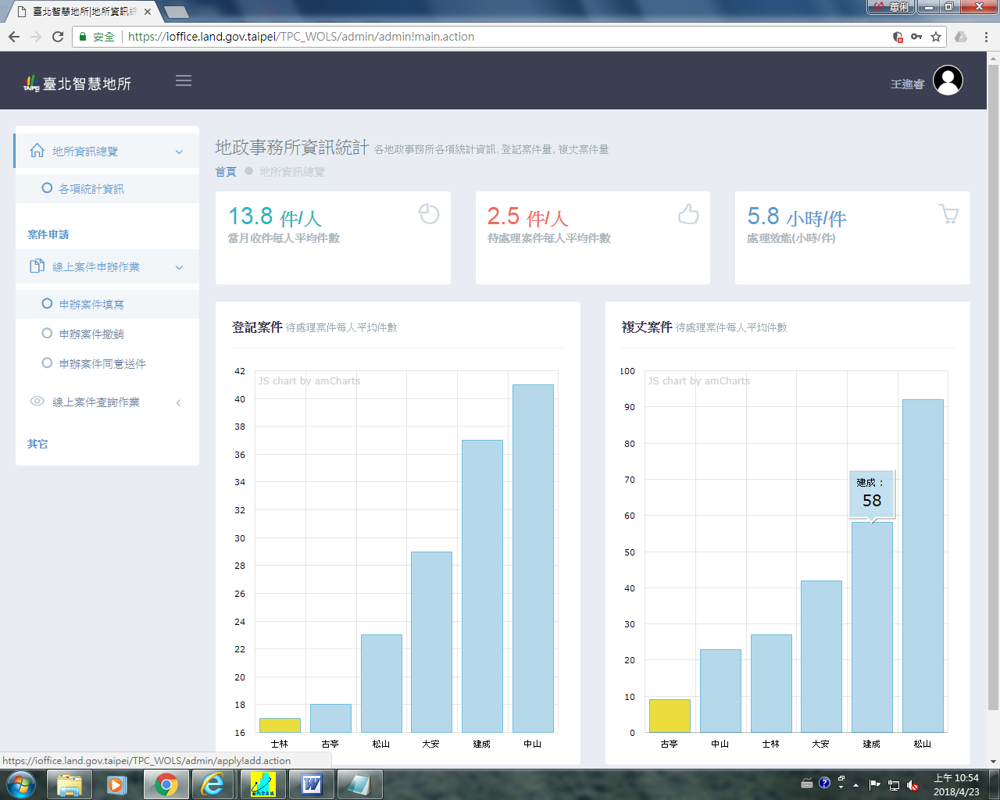 臺北智慧地所|地所資訊綜
華俐
安全
https://ioffice.land.gov.taipei/TPC_WOLS/admin/admin!main.action
TAIPEI 臺北智慧地所
王進睿
地所資訊總覽
各項統計資訊
案件申請
線上案件申辦作業
申辦案件填寫
申辦案件撤銷
申辦案件同意送件
線上案件查詢作業
其它
地政事務所資訊統計 各地政事務所各項統計資訊, 登記案件量, 複丈案件量
首頁 地所資訊總覽
13.8 件/人
當月收件每人平均件數
2.5 件/人
待處理案件每人平均件數
5.8 小時/件
處理效能(小時/件)
登記案件 待處理案件每人平均件數
JS chart by amCharts
42
40
38
36
34
32
30
28
26
24
22
20
18
16
士林 古亭 松山 大安 建成 中山
複丈案件 待處理案件每人平均件數
JS chart by amCharts
100
90
80
70
60
50
40
30
20
10
0
建成：
58
古亭 中山 士林 大安 建成 松山
https://ioffice.land.gov.taipei/TPC_WOLS/admin/apply!add.action
上午 10:54
2018/4/23